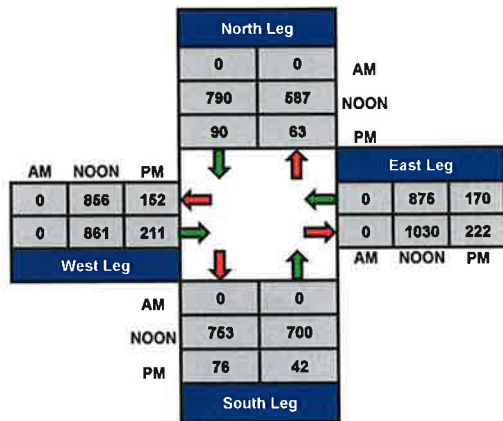 North Leg
0 0 AM
790 587 NOON
90 63 PM
AM NOON PM
East Leg
0 856 152
0 875 170
0 861 211
0 1030 222
West Leg
AM NOON PM
AM 0 0
NOON 753 700
PM 76 42
South Leg